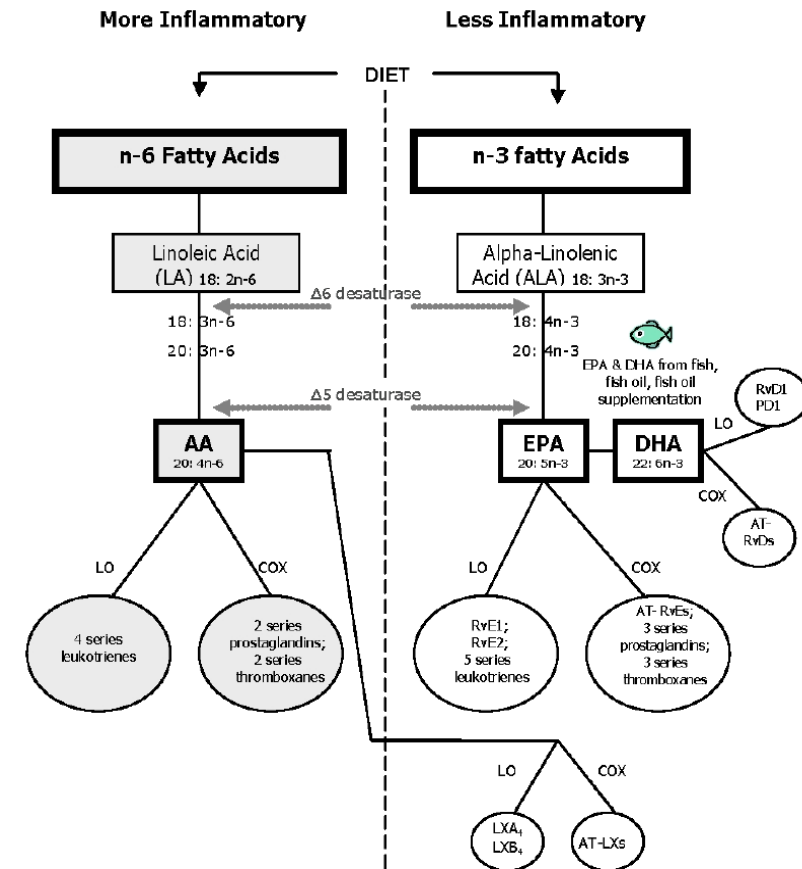 More Inflammatory
Less Inflammatory
DIET
n-6 Fatty Acids
n-3 fatty Acids
Linoleic Acid
(LA) 18: 2n-6
Alpha-Linolenic
Acid (ALA) 18: 3n-3
Δ6 desaturase
18: 3n-6
20: 3n-6
18: 4n-3
20: 4n-3
EPA & DHA from fish,
fish oil, fish oil
supplementation
Δ5 desaturase
AA
20: 4n-6
EPA
20: 5n-3
DHA
22: 6n-3
LO
RvD1
PD1
COX
AT-
RvDs
LO
COX
4 series
leukotrienes
2 series
prostaglandins;
2 series
thromboxanes
LO
COX
RvE1;
RvE2;
5 series
leukotrienes
AT- RvEs;
3 series
prostaglandins;
3 series
thromboxanes
LO
COX
LXA₄
LXB₄
AT-LXs